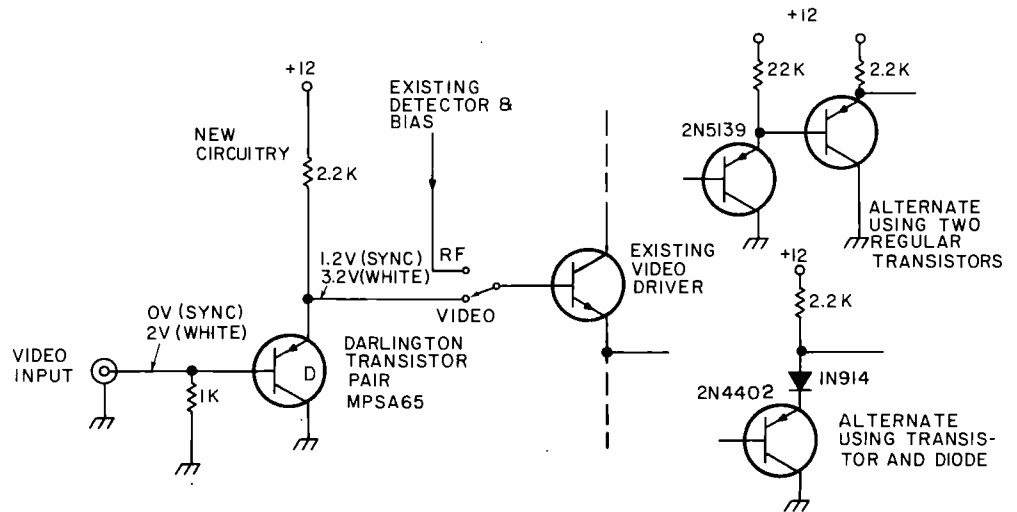 +12
NEW
CIRCUITRY
2.2K
EXISTING
DETECTOR &
BIAS
1.2V (SYNC)
3.2V (WHITE)
RF
VIDEO
EXISTING
VIDEO
DRIVER
0V (SYNC)
2V (WHITE)
VIDEO
INPUT
1K
D
DARLINGTON
TRANSISTOR
PAIR
MPSA65
+12
22K
2.2K
2N5139
ALTERNATE
USING TWO
REGULAR
TRANSISTORS
+12
2.2K
1N914
2N4402
ALTERNATE
USING TRANSIS-
TOR AND DIODE